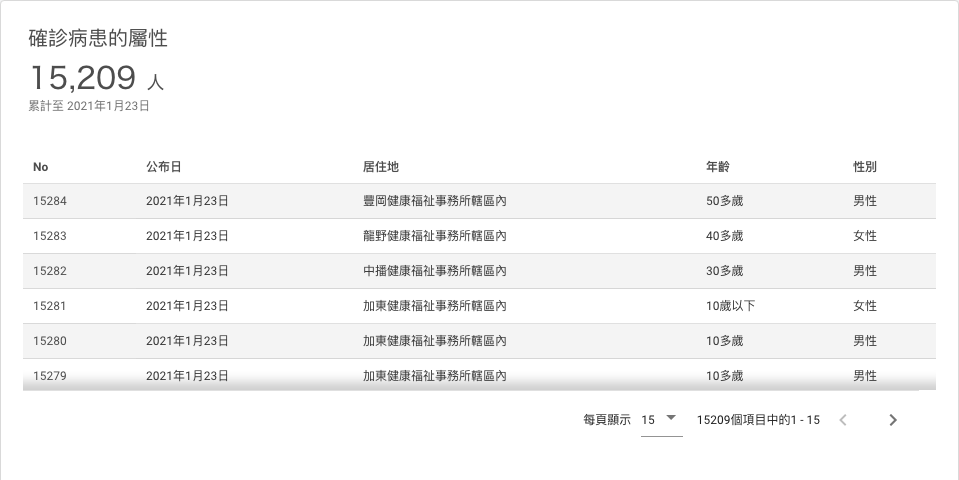 確診病患的屬性
15,209 人
累計至 2021年1月23日
No 公布日 居住地 年齡 性別
15284 2021年1月23日 豐岡健康福祉事務所轄區內 50多歲 男性
15283 2021年1月23日 龍野健康福祉事務所轄區內 40多歲 女性
15282 2021年1月23日 中播健康福祉事務所轄區內 30多歲 男性
15281 2021年1月23日 加東健康福祉事務所轄區內 10歲以下 女性
15280 2021年1月23日 加東健康福祉事務所轄區內 10多歲 男性
15279 2021年1月23日 加東健康福祉事務所轄區內 10多歲 男性
每頁顯示 15 15209個項目中的1 - 15